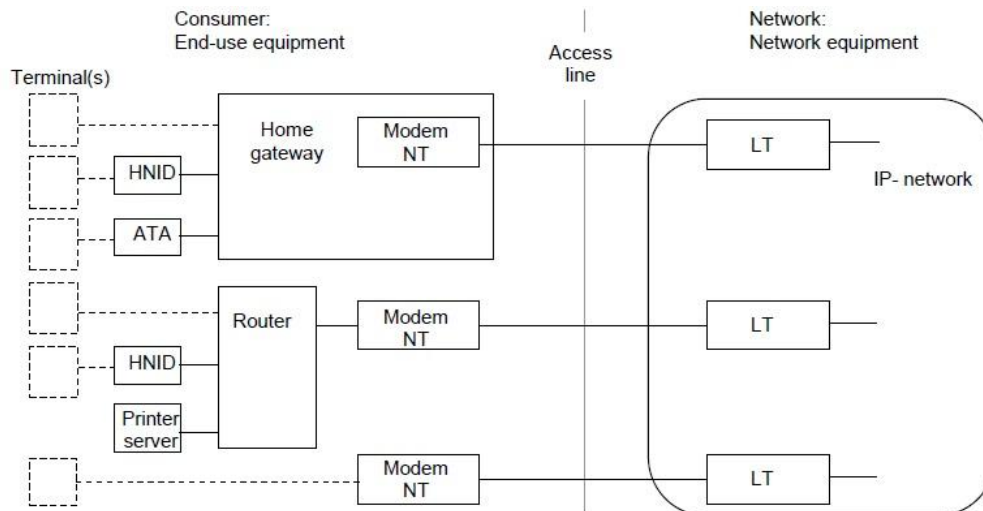 Consumer:
End-use equipment
Network:
Network equipment
Access
line
Terminal(s)
Home
gateway
Modem
NT
LT
HNID
IP- network
ATA
Router
Modem
NT
LT
HNID
Printer
server
Modem
NT
LT